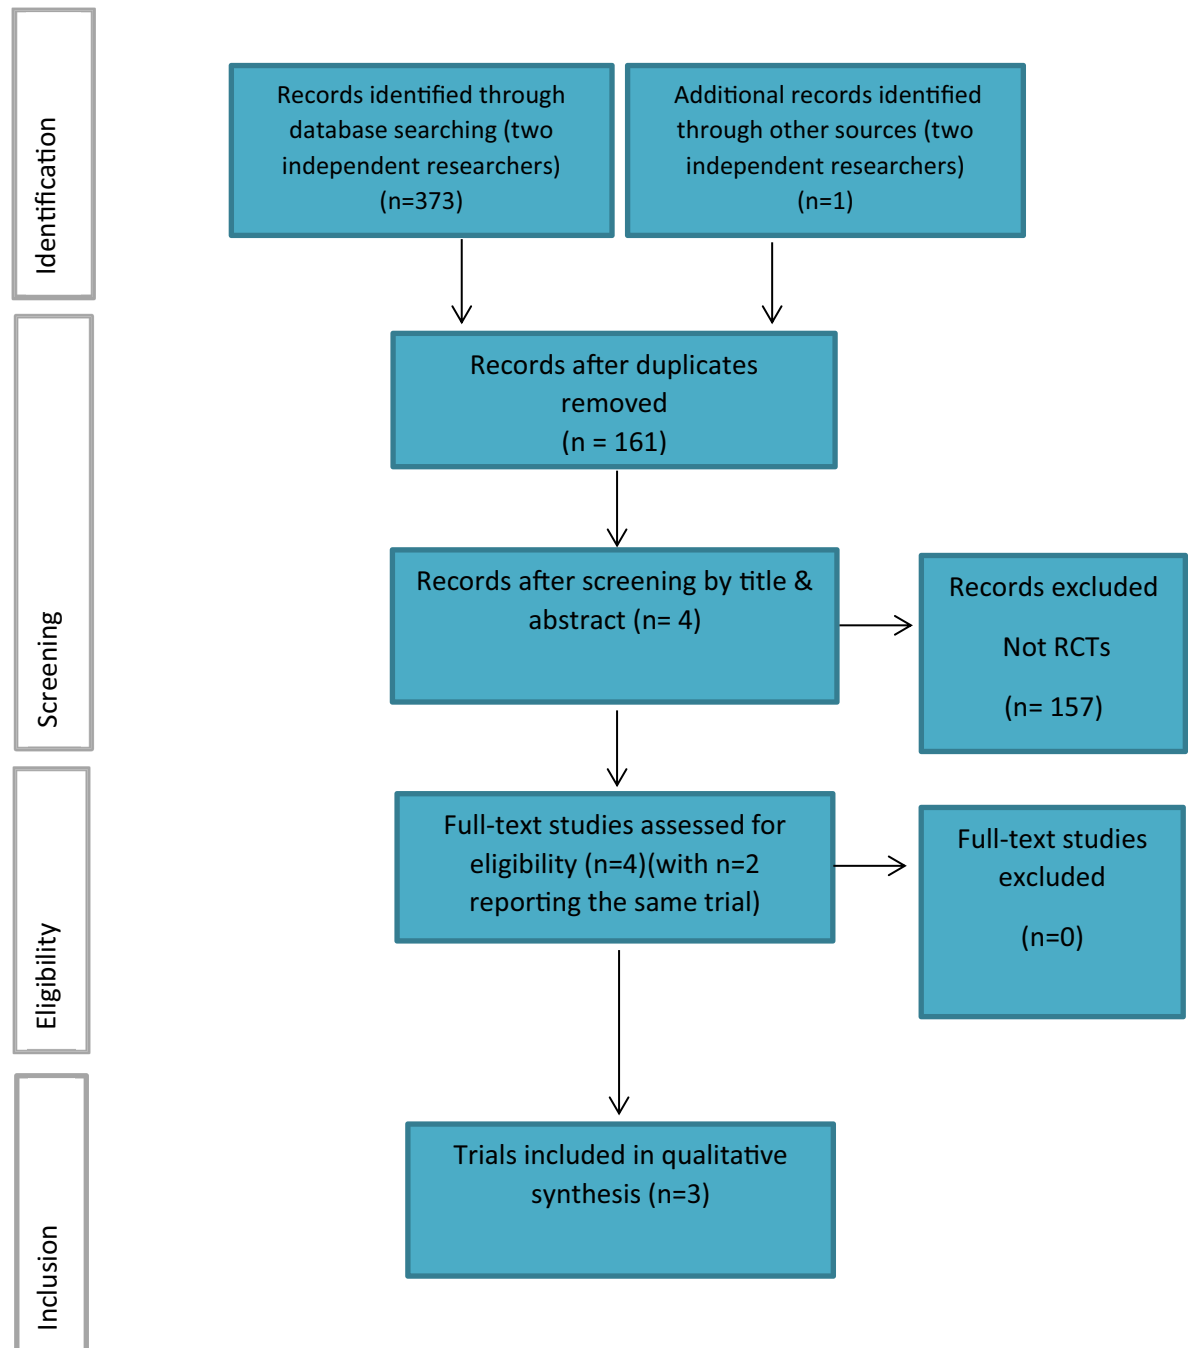 Identification
Records identified through
database searching (two
independent researchers)
(n=373)
Additional records identified
through other sources (two
independent researchers)
(n=1)
Screening
Records after duplicates
removed
(n = 161)
Records after screening by title &
abstract (n= 4)
Records excluded
Not RCTs
(n= 157)
Eligibility
Full-text studies assessed for
eligibility (n=4)(with n=2
reporting the same trial)
Full-text studies
excluded
(n=0)
Inclusion
Trials included in qualitative
synthesis (n=3)